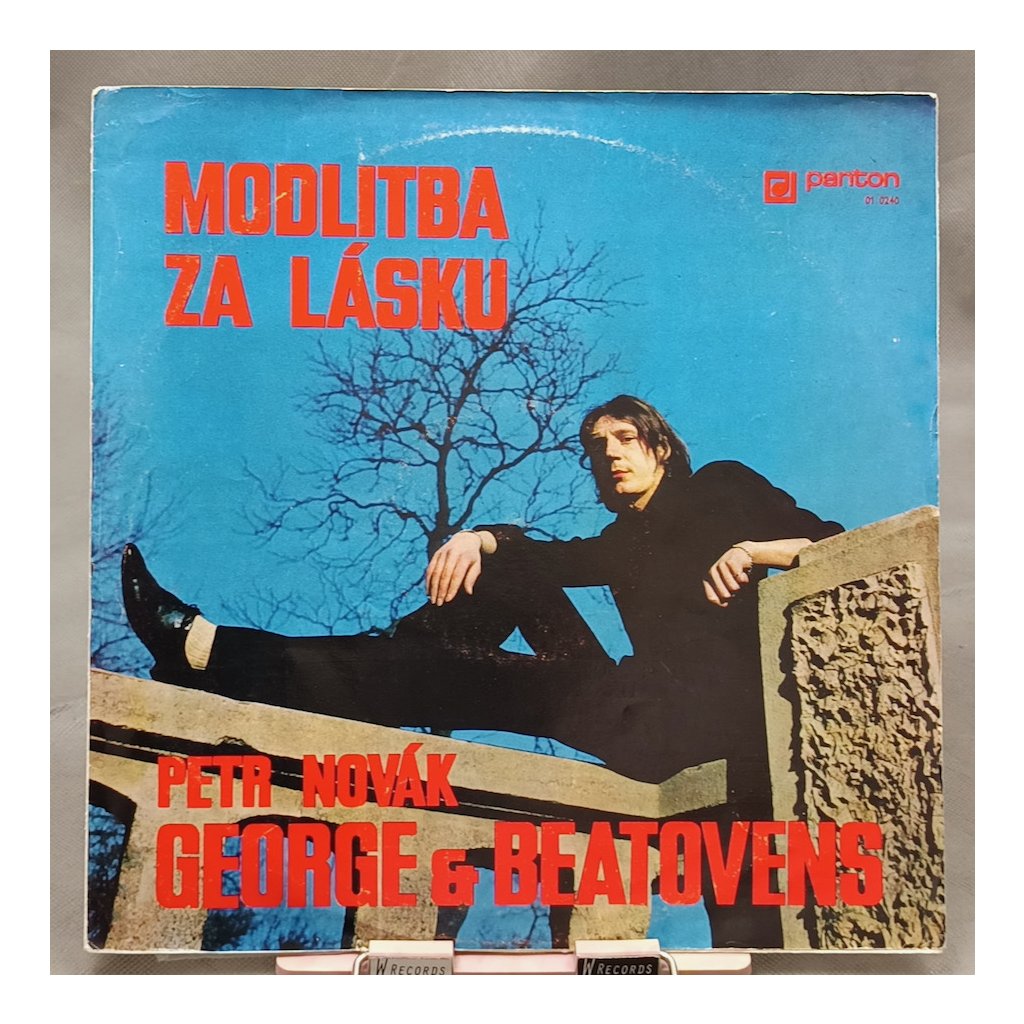 MODLITBA
ZA LÁSKU
panton
01 0240
PETR NOVÁK
GEORGE & BEATOVENS
W RECORDS
W RECORDS